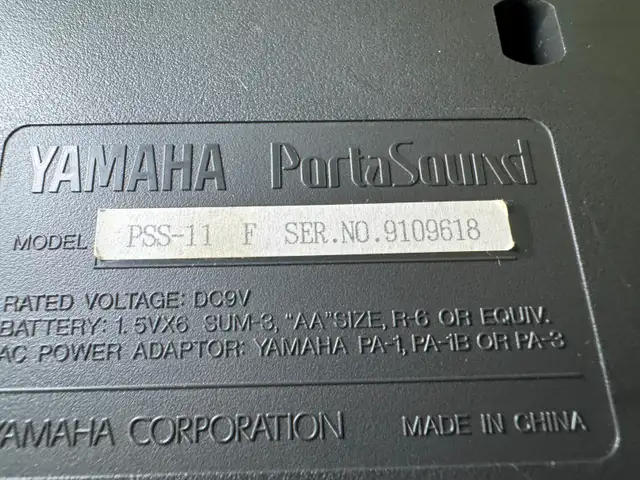 YAMAHA PortaSound
MODEL PSS-11 F SER.NO.9109618
RATED VOLTAGE: DC9V
BATTERY: 1.5VX6 SUM-3, "AA"SIZE, R-6 OR EQUIV.
AC POWER ADAPTOR: YAMAHA PA-1, PA-1B OR PA-3
YAMAHA CORPORATION MADE IN CHINA